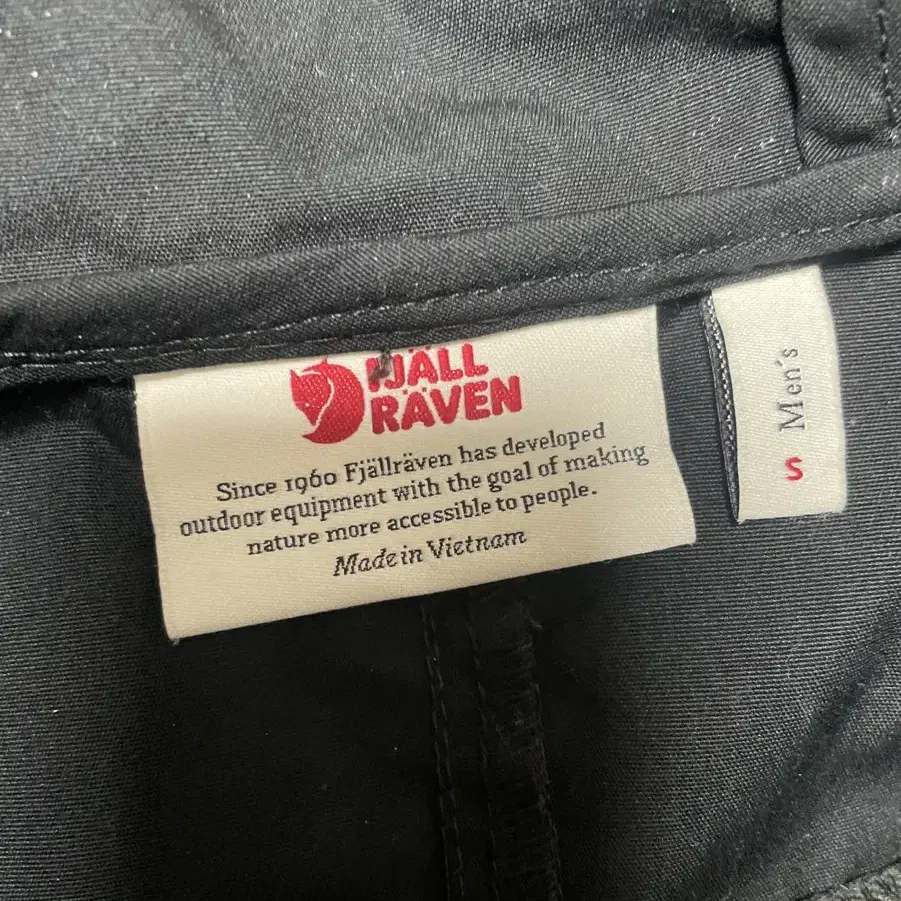 FJÄLL
RÄVEN
Since 1960 Fjällräven has developed
outdoor equipment with the goal of making
nature more accessible to people.
Made in Vietnam
Men's
S